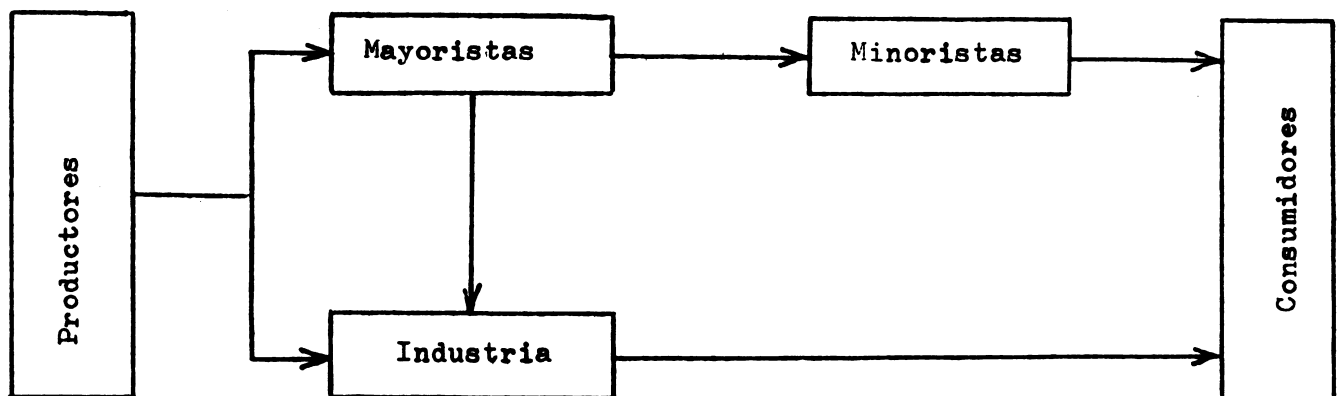 Productores
Mayoristas
Minoristas
Industria
Consumidores